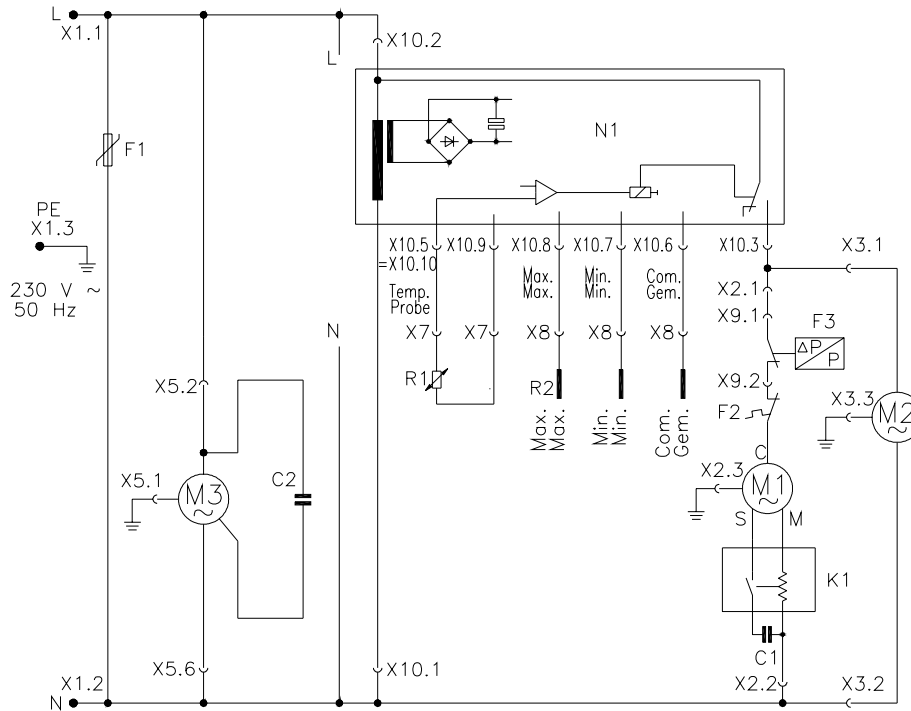 L
X1.1
X10.2
L
N1
F1
PE
X1.3
230 V ~
50 Hz
X10.5
=X10.10
X10.9
X10.8
X10.7
X10.6
X10.3
X3.1
Temp.
Probe
Max.
Max.
Min.
Min.
Com.
Gem.
X2.1
X9.1
F3
ΔP
P
N
X7
X7
X8
X8
X8
X5.2
R1
R2
Max.
Max.
Min.
Min.
Com.
Gem.
X9.2
F2
X3.3
M2
~
C
X5.1
M3
~
C2
X2.3
M1
~
S
M
K1
C1
X5.6
X10.1
X2.2
X3.2
X1.2
N